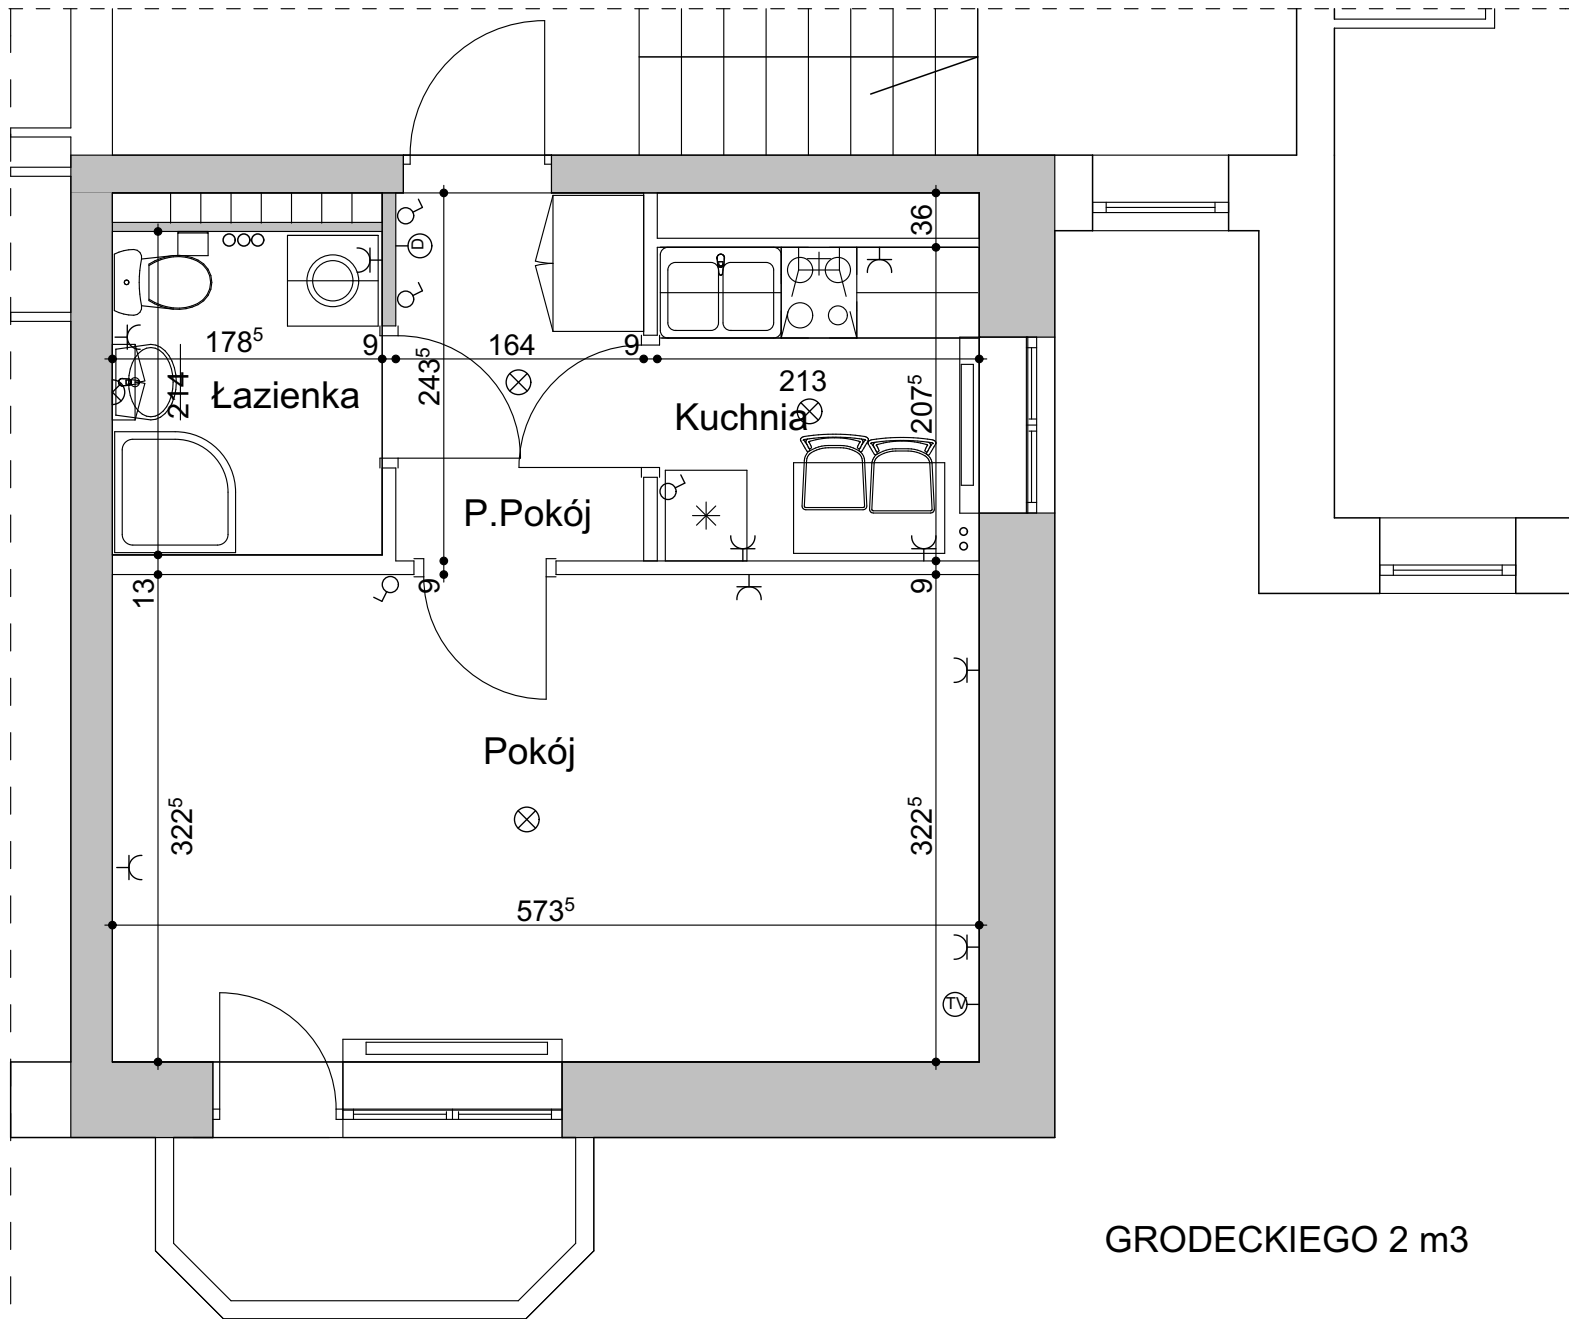 36
D
178⁵
9
243⁵
164
9
213
207⁵
214
Łazienka
Kuchnia
P.Pokój
13
9
9
Pokój
322⁵
322⁵
573⁵
TV
GRODECKIEGO 2 m3